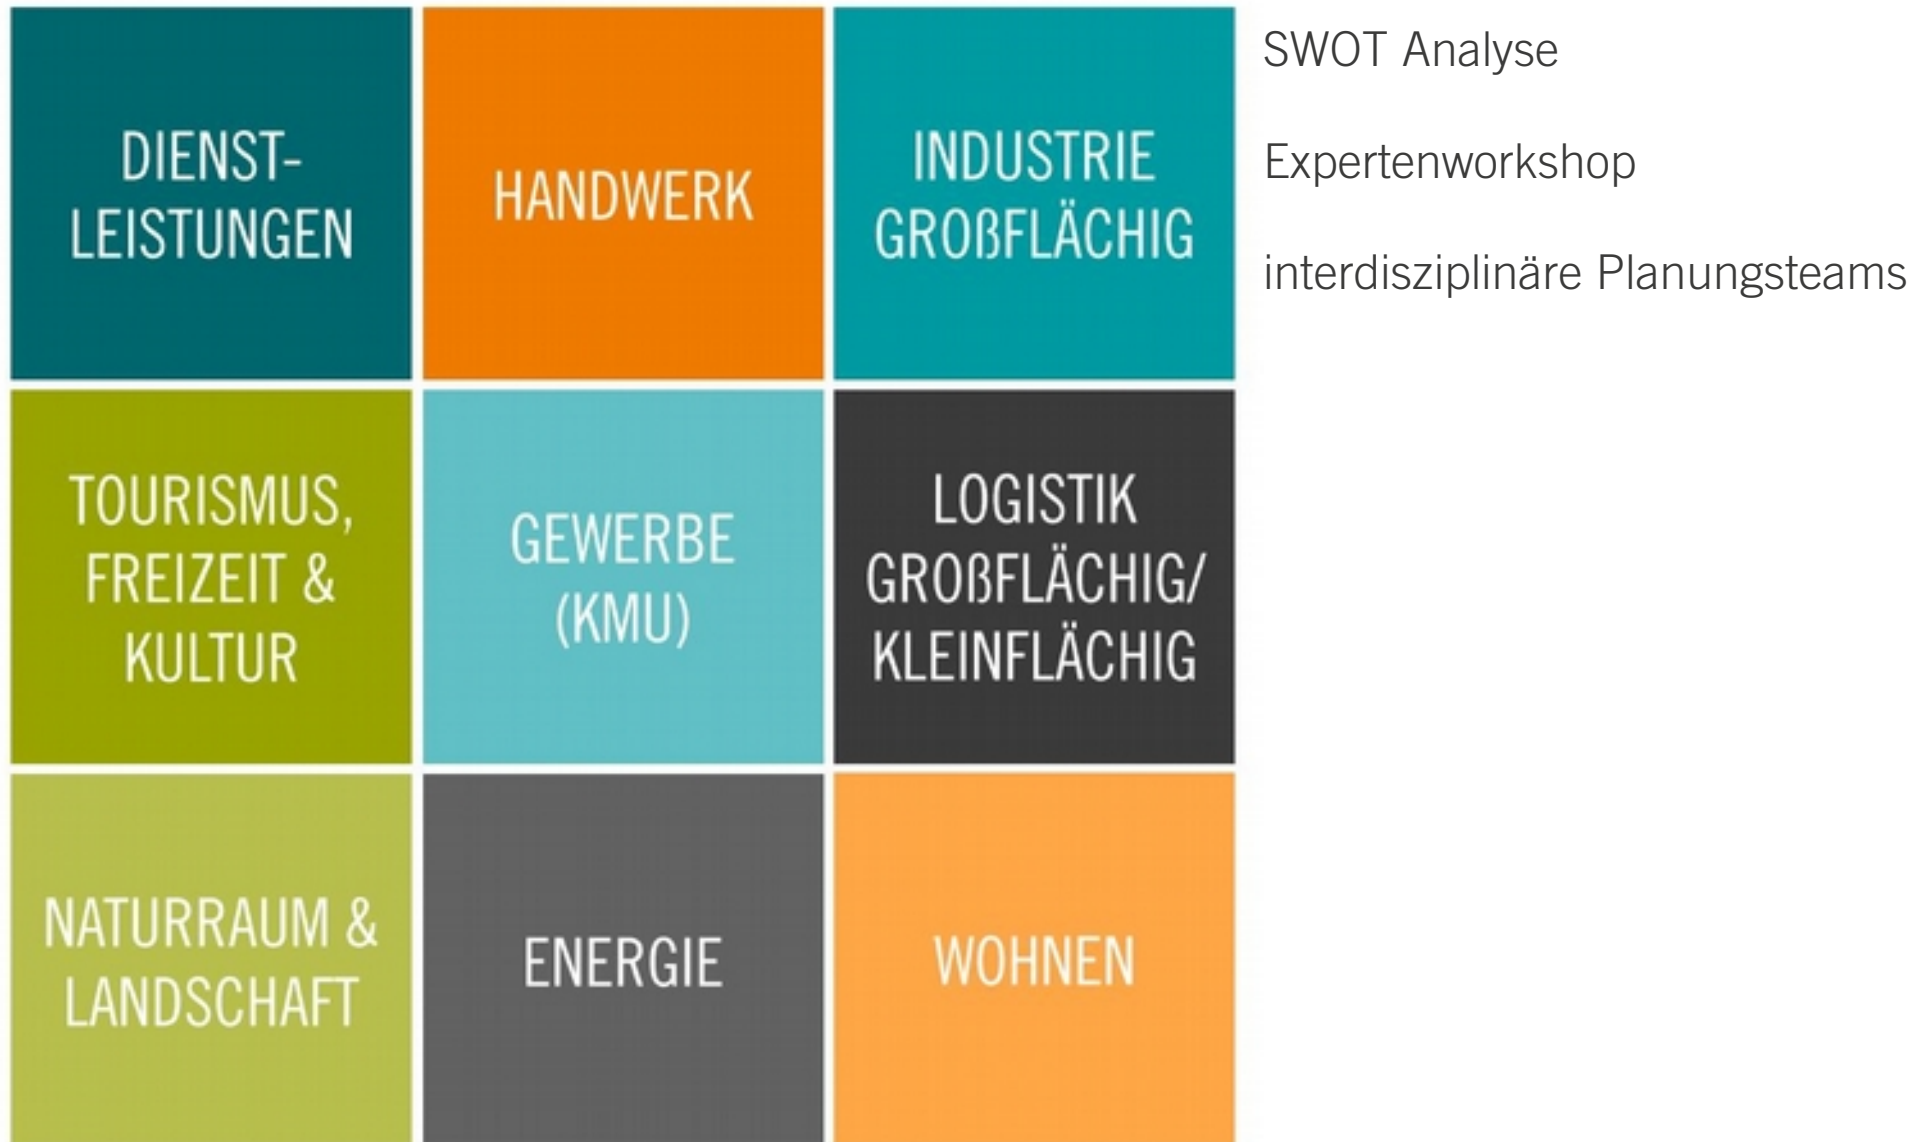 DIENST-
LEISTUNGEN
HANDWERK
INDUSTRIE
GROßFLÄCHIG
TOURISMUS,
FREIZEIT &
KULTUR
GEWERBE
(KMU)
LOGISTIK
GROßFLÄCHIG/
KLEINFLÄCHIG
NATURRAUM &
LANDSCHAFT
ENERGIE
WOHNEN
SWOT Analyse
Expertenworkshop
interdisziplinäre Planungsteams